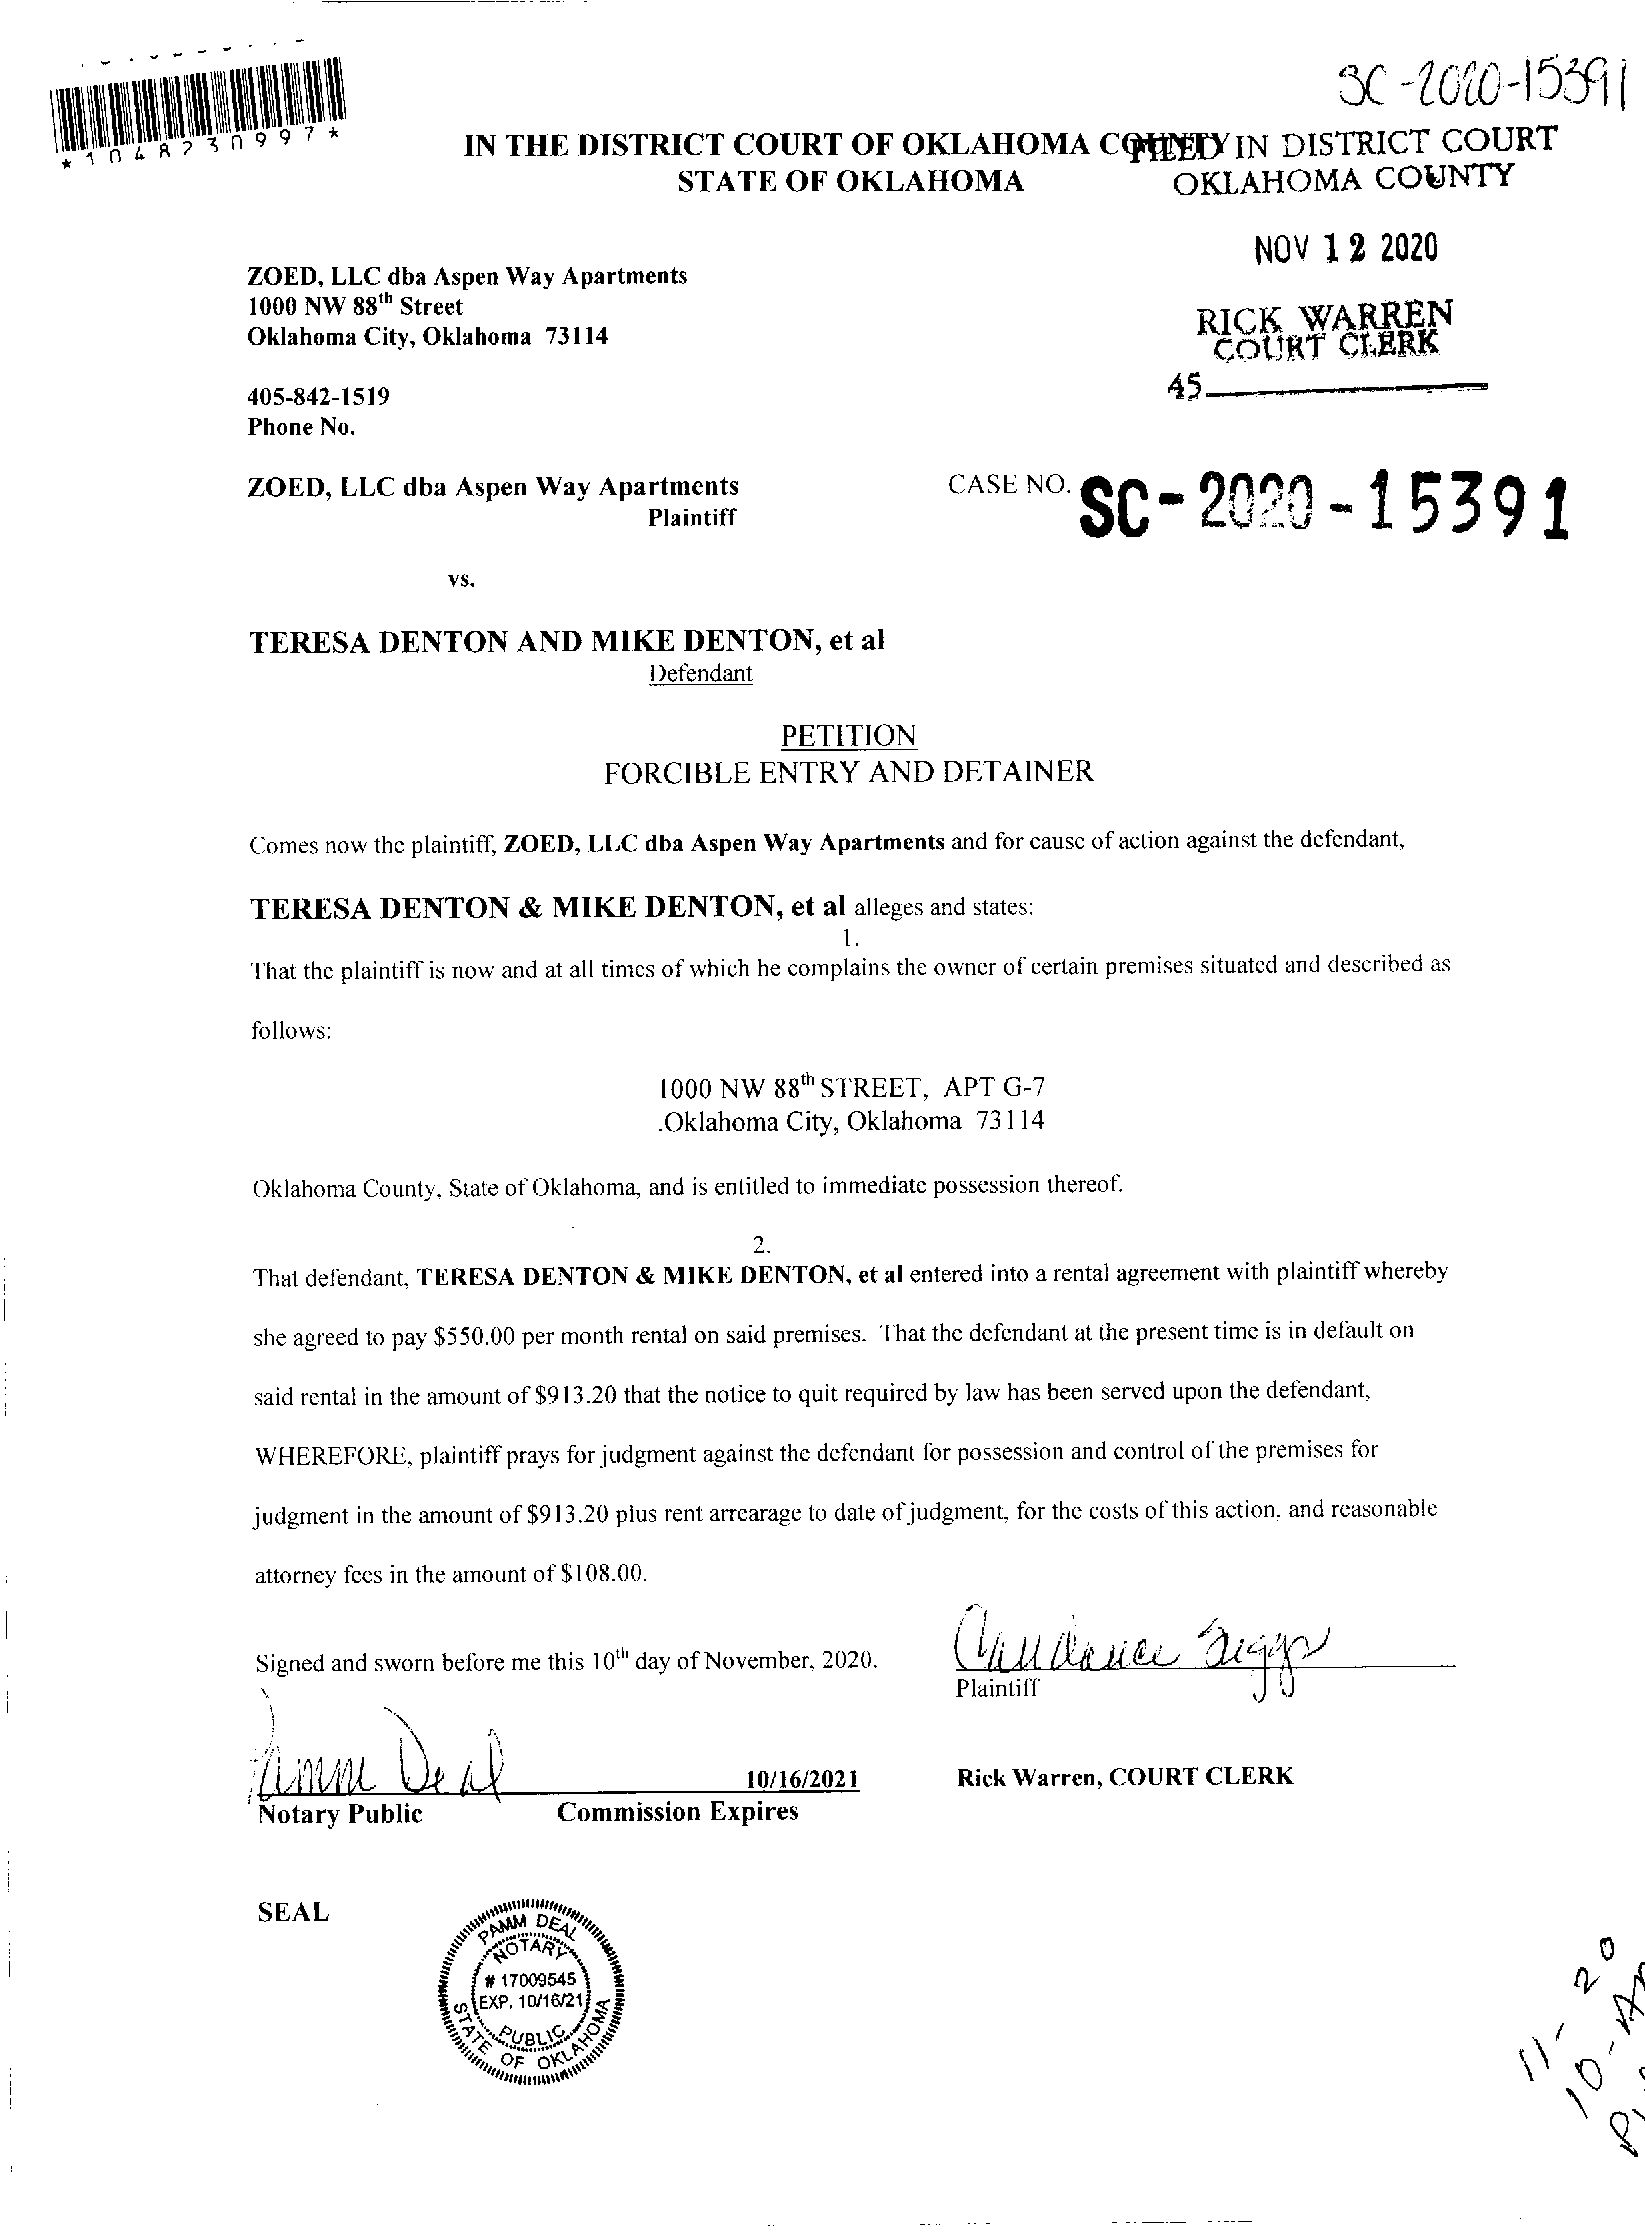 SC-2020-15391
*1048230997*
IN THE DISTRICT COURT OF OKLAHOMA COUNTY
STATE OF OKLAHOMA
FILED IN DISTRICT COURT
OKLAHOMA COUNTY
NOV 12 2020
RICK WARREN
COURT CLERK
45
ZOED, LLC dba Aspen Way Apartments
1000 NW 88th Street
Oklahoma City, Oklahoma 73114
405-842-1519
Phone No.
ZOED, LLC dba Aspen Way Apartments
Plaintiff
CASE NO. SC-2020-15391
vs.
TERESA DENTON AND MIKE DENTON, et al
Defendant
PETITION
FORCIBLE ENTRY AND DETAINER
Comes now the plaintiff, ZOED, LLC dba Aspen Way Apartments and for cause of action against the defendant,
TERESA DENTON & MIKE DENTON, et al alleges and states:
1.
That the plaintiff is now and at all times of which he complains the owner of certain premises situated and described as
follows:
1000 NW 88th STREET, APT G-7
.Oklahoma City, Oklahoma 73114
Oklahoma County, State of Oklahoma, and is entitled to immediate possession thereof.
2.
That defendant, TERESA DENTON & MIKE DENTON, et al entered into a rental agreement with plaintiff whereby
she agreed to pay $550.00 per month rental on said premises. That the defendant at the present time is in default on
said rental in the amount of $913.20 that the notice to quit required by law has been served upon the defendant,
WHEREFORE, plaintiff prays for judgment against the defendant for possession and control of the premises for
judgment in the amount of $913.20 plus rent arrearage to date of judgment, for the costs of this action, and reasonable
attorney fees in the amount of $108.00.
Signed and sworn before me this 10th day of November, 2020.
Plaintiff
Pamm Deal
10/16/2021
Rick Warren, COURT CLERK
Notary Public
Commission Expires
SEAL
PAMM DEAL
NOTARY
# 17009545
EXP. 10/16/21
PUBLIC
STATE OF OKLAHOMA
11-20